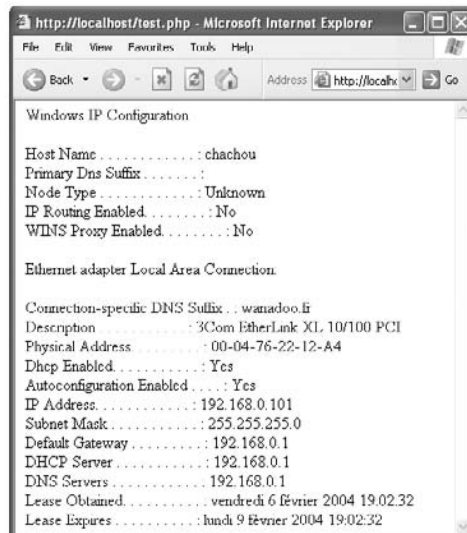 http://localhost/test.php - Microsoft Internet Explorer
File Edit View Favorites Tools Help
Back Address http://localhc Go
Windows IP Configuration
Host Name . . . . . . . . . . . . : chachou
Primary Dns Suffix . . . . . . . :
Node Type . . . . . . . . . . . . : Unknown
IP Routing Enabled. . . . . . . . : No
WINS Proxy Enabled. . . . . . . . : No
Ethernet adapter Local Area Connection:
Connection-specific DNS Suffix . : wanadoo.fr
Description . . . . . . . . . . . : 3Com EtherLink XL 10/100 PCI
Physical Address. . . . . . . . . : 00-04-76-22-12-A4
Dhcp Enabled. . . . . . . . . . . : Yes
Autoconfiguration Enabled . . . . : Yes
IP Address. . . . . . . . . . . . : 192.168.0.101
Subnet Mask . . . . . . . . . . . : 255.255.255.0
Default Gateway . . . . . . . . . : 192.168.0.1
DHCP Server . . . . . . . . . . . : 192.168.0.1
DNS Servers . . . . . . . . . . . : 192.168.0.1
Lease Obtained. . . . . . . . . . : vendredi 6 février 2004 19:02:32
Lease Expires . . . . . . . . . . : lundi 9 février 2004 19:02:32